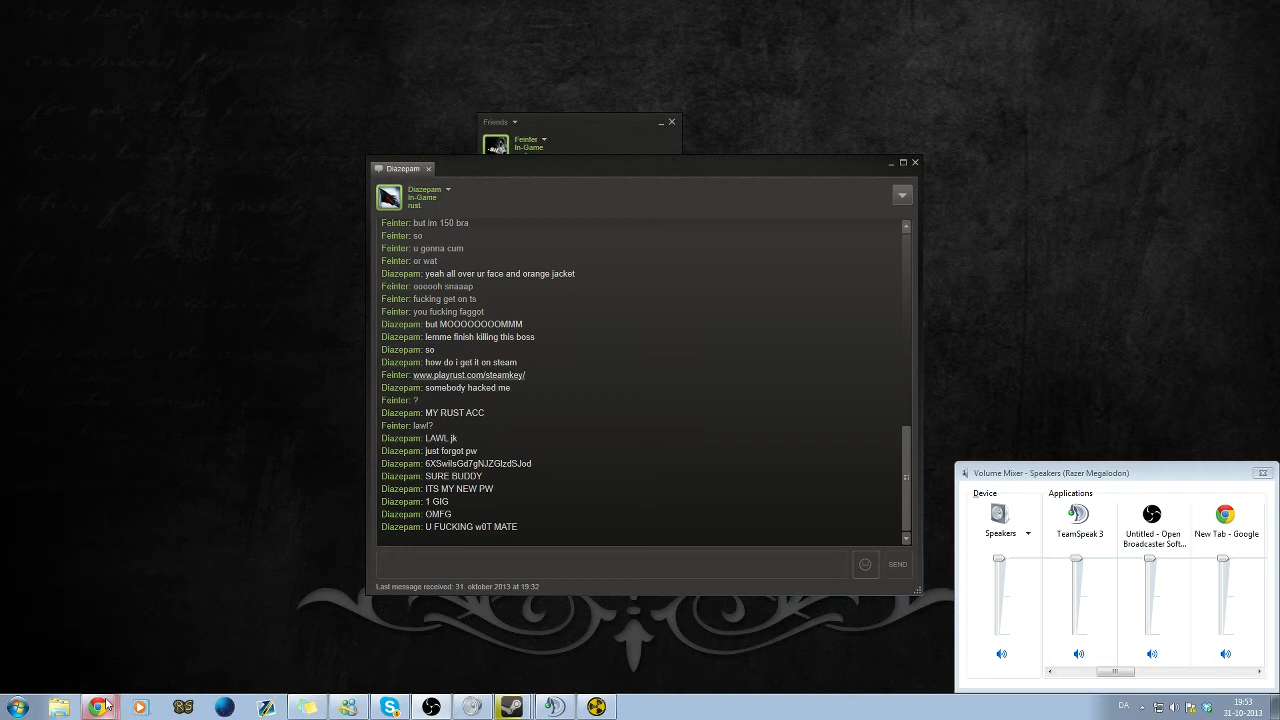 Friends
Feinter
In-Game
Diazepam
Diazepam
In-Game
rust.
Feinter: but im 150 bra
Feinter: so
Feinter: u gonna cum
Feinter: or wat
Diazepam: yeah all over ur face and orange jacket
Feinter: oooooh snaaap
Feinter: fucking get on ts
Feinter: you fucking faggot
Diazepam: but MOOOOOOOOMMM
Diazepam: lemme finish killing this boss
Diazepam: so
Diazepam: how do i get it on steam
Feinter: www.playrust.com/steamkey/
Diazepam: somebody hacked me
Feinter: ?
Diazepam: MY RUST ACC
Feinter: lawl?
Diazepam: LAWL jk
Diazepam: just forgot pw
Diazepam: 6XSwilsGd7gNJZGlzdSJod
Diazepam: SURE BUDDY
Diazepam: ITS MY NEW PW
Diazepam: 1 GIG
Diazepam: OMFG
Diazepam: U FUCKING w0T MATE
SEND
Last message received: 31. oktober 2013 at 19:32
Volume Mixer - Speakers (Razer Megalodon)
Device
Applications
Speakers
TeamSpeak 3
Untitled - Open
Broadcaster Soft...
New Tab - Google
DA
19:53
31-10-2013